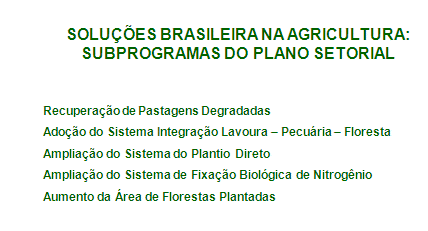 SOLUÇÕES BRASILEIRA NA AGRICULTURA:
SUBPROGRAMAS DO PLANO SETORIAL
Recuperação de Pastagens Degradadas
Adoção do Sistema Integração Lavoura – Pecuária – Floresta
Ampliação do Sistema do Plantio Direto
Ampliação do Sistema de Fixação Biológica de Nitrogênio
Aumento da Área de Florestas Plantadas